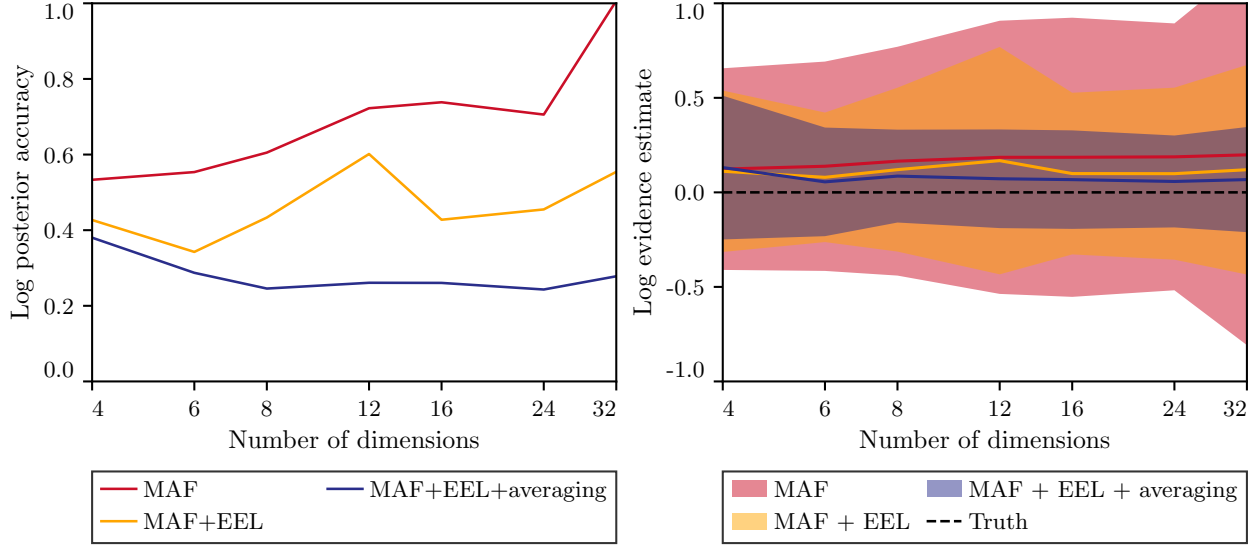 1.0
0.8
0.6
0.4
0.2
0.0
Log posterior accuracy
4 6 8 12 16 24 32
Number of dimensions
MAF
MAF+EEL
MAF+EEL+averaging
1.0
0.5
0.0
-0.5
-1.0
Log evidence estimate
4 6 8 12 16 24 32
Number of dimensions
MAF
MAF + EEL
MAF + EEL + averaging
Truth